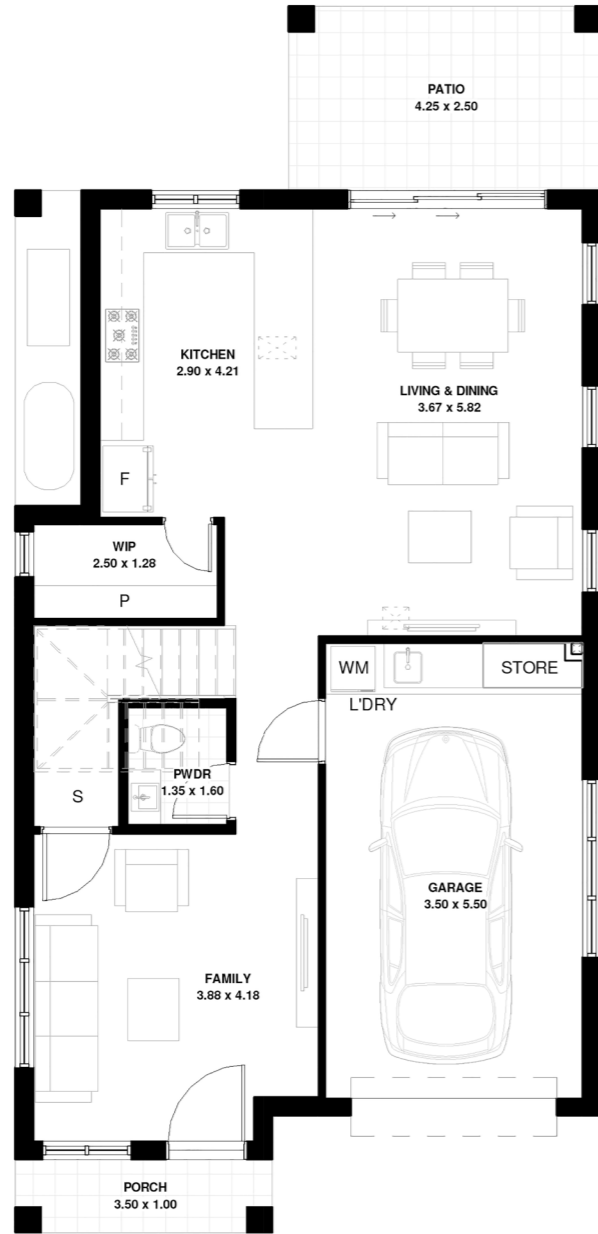 PATIO
4.25 x 2.50
KITCHEN
2.90 x 4.21
LIVING & DINING
3.67 x 5.82
F
WIP
2.50 x 1.28
P
WM
STORE
L'DRY
PWDR
1.35 x 1.60
S
GARAGE
3.50 x 5.50
FAMILY
3.88 x 4.18
PORCH
3.50 x 1.00